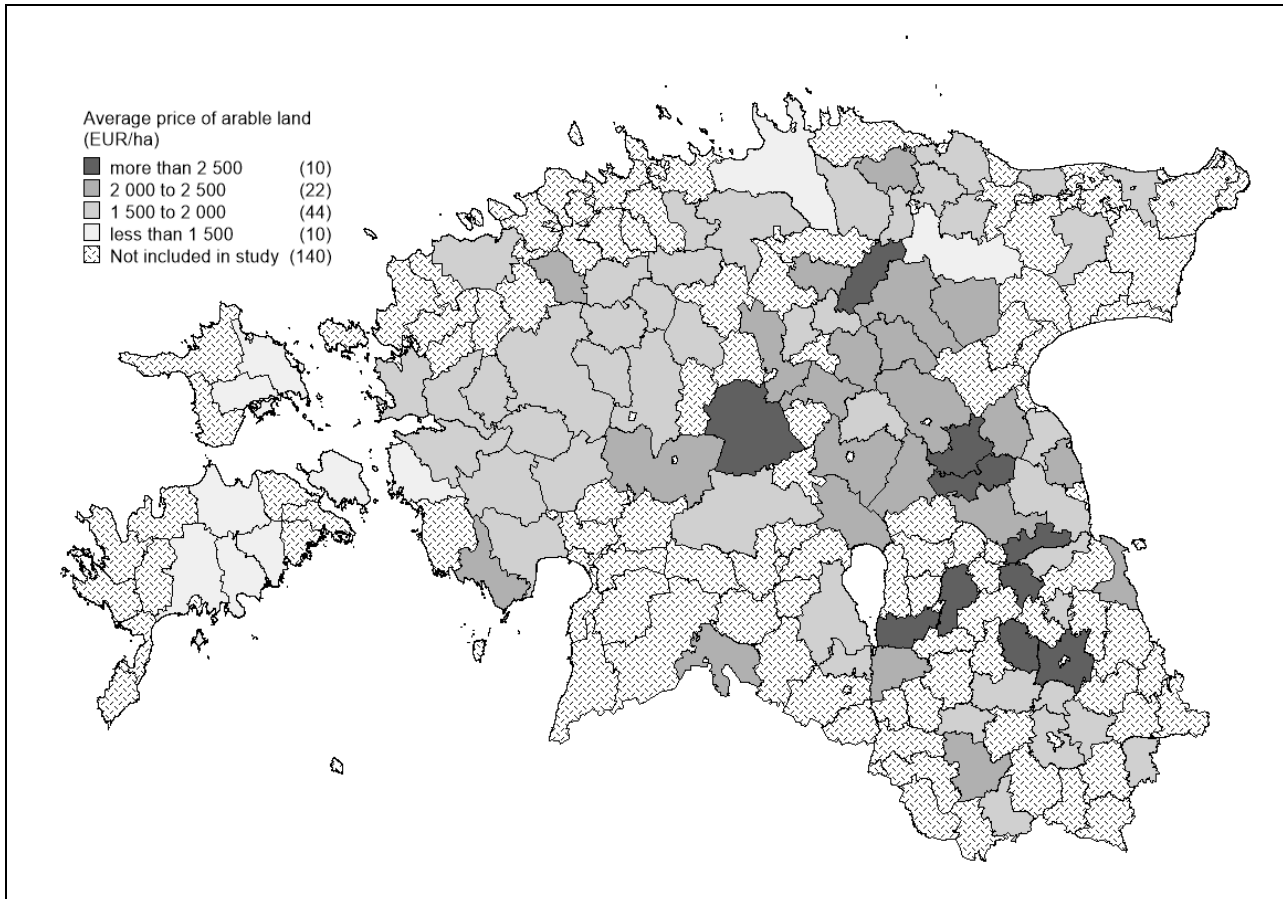 Average price of arable land
(EUR/ha)
more than 2 500 (10)
2 000 to 2 500 (22)
1 500 to 2 000 (44)
less than 1 500 (10)
Not included in study (140)